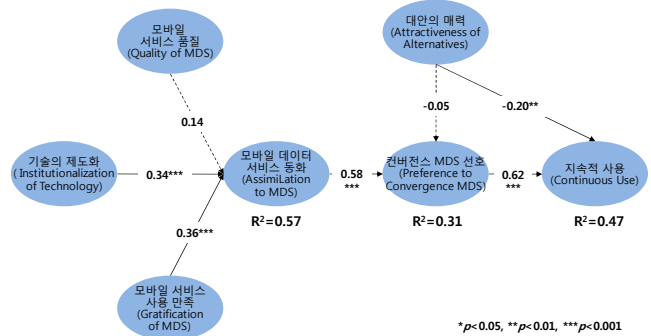 모바일
서비스 품질
(Quality of MDS)
대안의 매력
(Attractiveness of
Alternatives)
-0.05
-0.20**
0.14
기술의 제도화
( Institutionalization
of Technology)
0.34***
모바일 데이터
서비스 동화
(AssimiLation
to MDS)
0.58
***
컨버전스 MDS 선호
(Preference to
Convergence MDS)
0.62
***
지속적 사용
(Continuous Use)
R²=0.57
R²=0.31
R²=0.47
0.36***
모바일 서비스
사용 만족
(Gratification
of MDS)
*p<0.05, **p<0.01, ***p<0.001